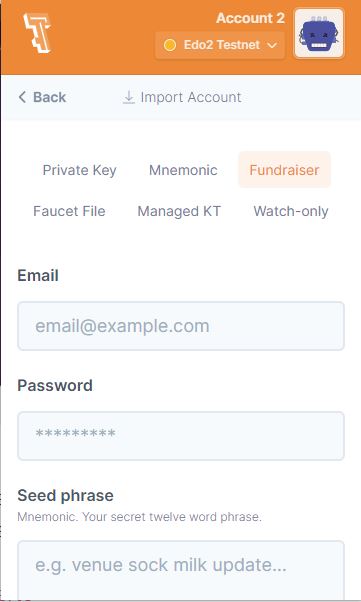 Account 2
Edo2 Testnet
Back
Import Account
Private Key Mnemonic Fundraiser
Faucet File Managed KT Watch-only
Email
email@example.com
Password
*********
Seed phrase
Mnemonic. Your secret twelve word phrase.
e.g. venue sock milk update...